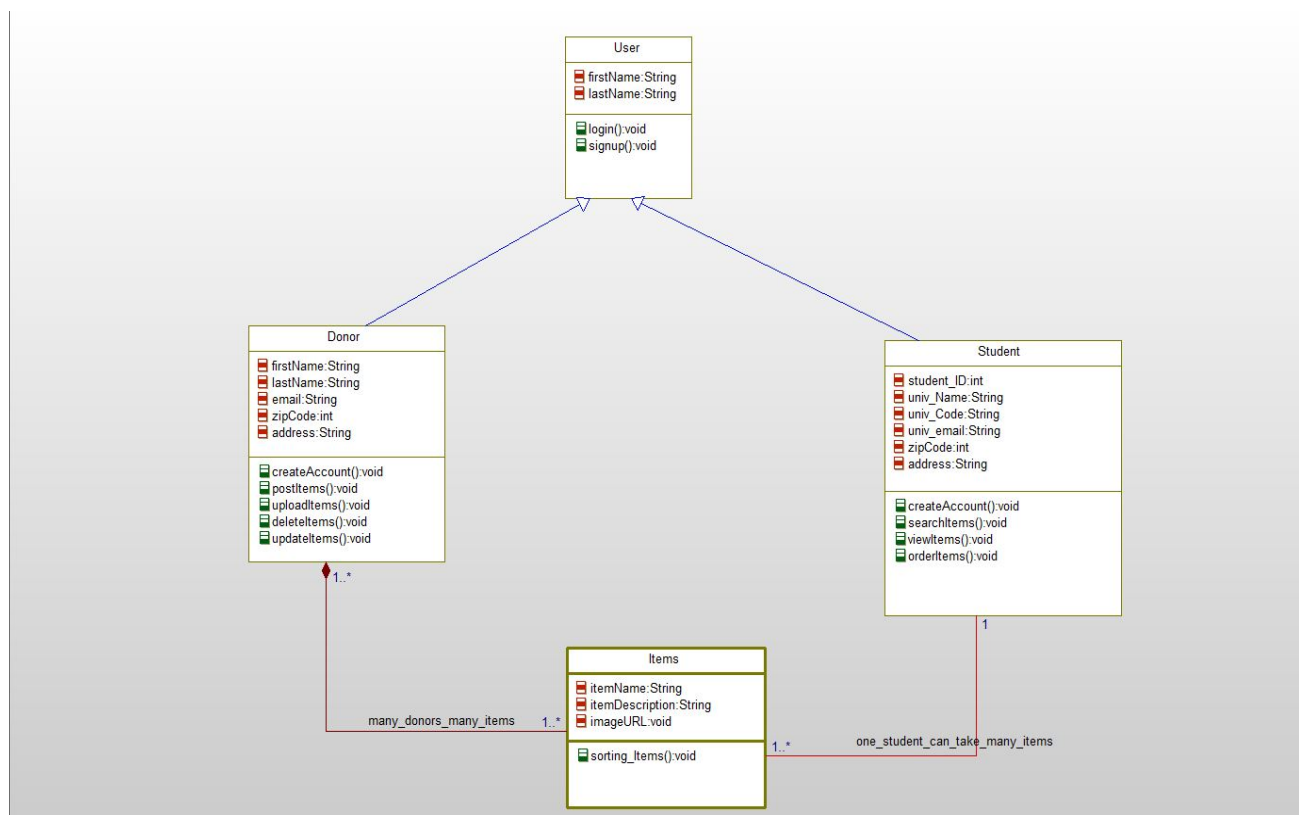 User
firstName:String
lastName:String
login():void
signup():void
Donor
firstName:String
lastName:String
email:String
zipCode:int
address:String
createAccount():void
postItems():void
uploadItems():void
deleteItems():void
updateItems():void
1..*
Student
student_ID:int
univ_Name:String
univ_Code:String
univ_email:String
zipCode:int
address:String
createAccount():void
searchItems():void
viewItems():void
orderItems():void
1
many_donors_many_items
1..*
Items
itemName:String
itemDescription:String
imageURL:void
sorting_Items():void
1..*
one_student_can_take_many_items